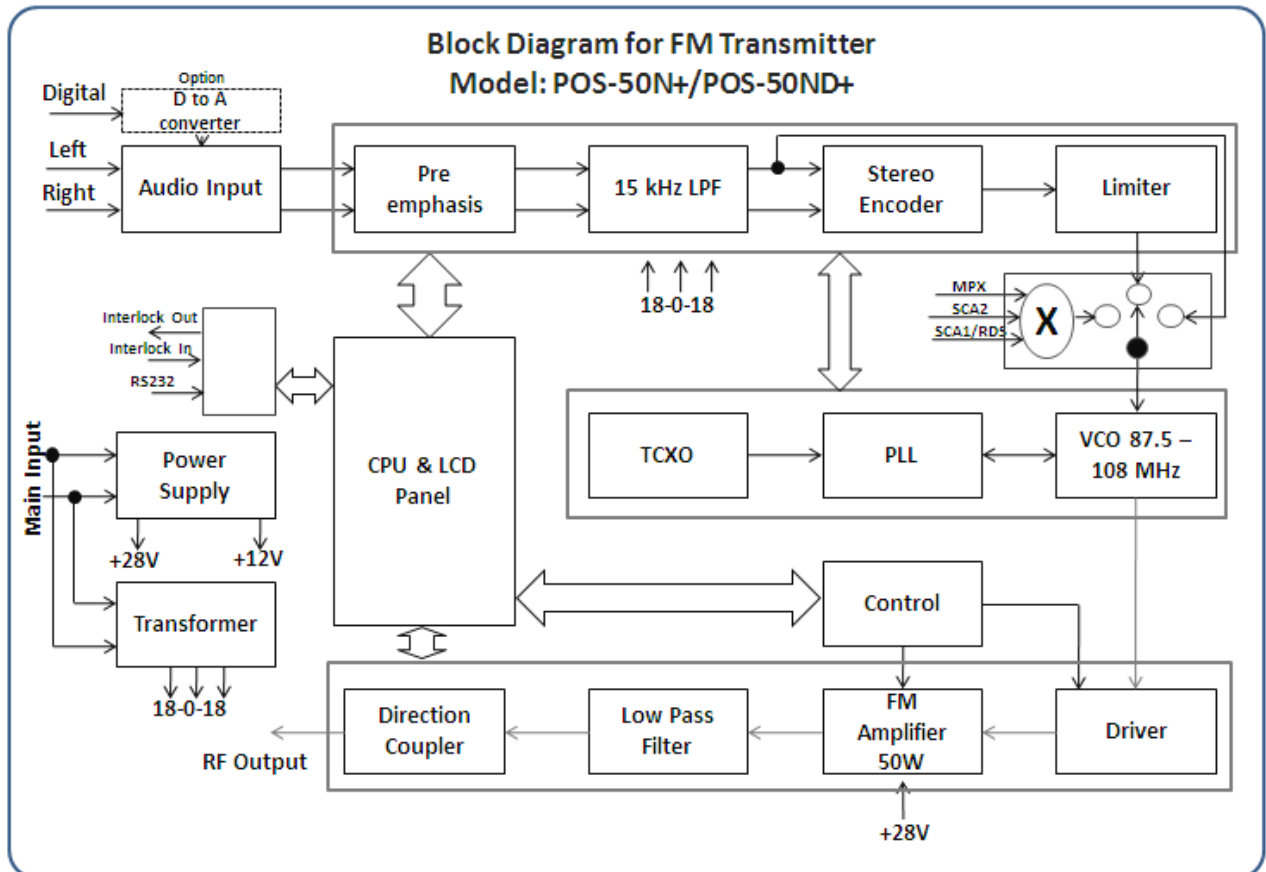 Block Diagram for FM Transmitter
Model: POS-50N+/POS-50ND+
Option
Digital
D to A
converter
Left
Right
Audio Input
Pre
emphasis
15 kHz LPF
Stereo
Encoder
Limiter
18-0-18
MPX
SCA2
SCA1/RDS
X
Interlock Out
Interlock In
RS232
CPU & LCD
Panel
TCXO
PLL
VCO 87.5 –
108 MHz
Main Input
Power
Supply
+28V
+12V
Transformer
18-0-18
Control
Direction
Coupler
Low Pass
Filter
FM
Amplifier
50W
Driver
RF Output
+28V